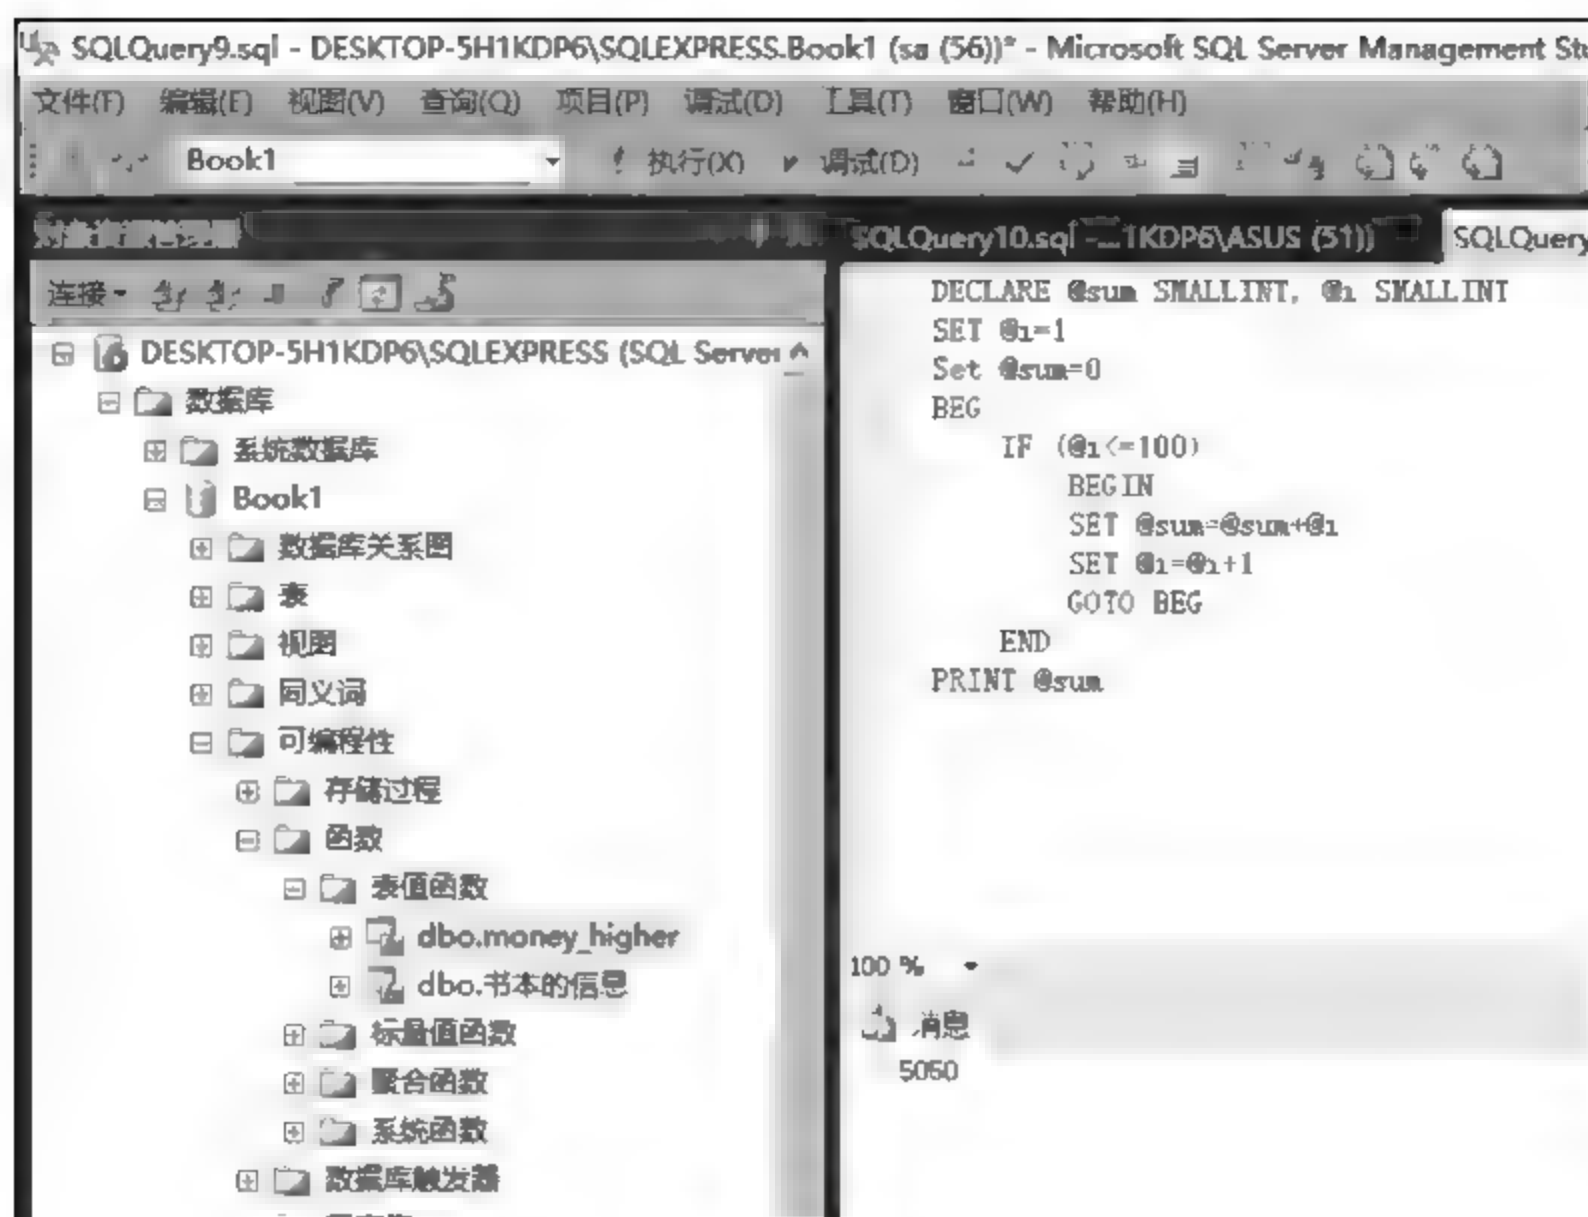 SQLQuery9.sql - DESKTOP-5H1KDP6\SQLEXPRESS.Book1 (sa (56))* - Microsoft SQL Server Management Stu
文件(F) 编辑(E) 视图(V) 查询(Q) 项目(P) 调试(D) 工具(T) 窗口(W) 帮助(H)
Book1 ! 执行(X) 调试(D)
SQLQuery10.sql -...1KDP6\ASUS (51)) SQLQuery
连接
DESKTOP-5H1KDP6\SQLEXPRESS (SQL Server
数据库
系统数据库
Book1
数据库关系图
表
视图
同义词
可编程性
存储过程
函数
表值函数
dbo.money_higher
dbo.书本的信息
标量值函数
聚合函数
系统函数
数据库触发器
DECLARE @sum SMALLINT, @i SMALLINT
SET @i=1
Set @sum=0
BEG
IF (@i<=100)
BEGIN
SET @sum=@sum+@i
SET @i=@i+1
GOTO BEG
END
PRINT @sum
100 %
消息
5050